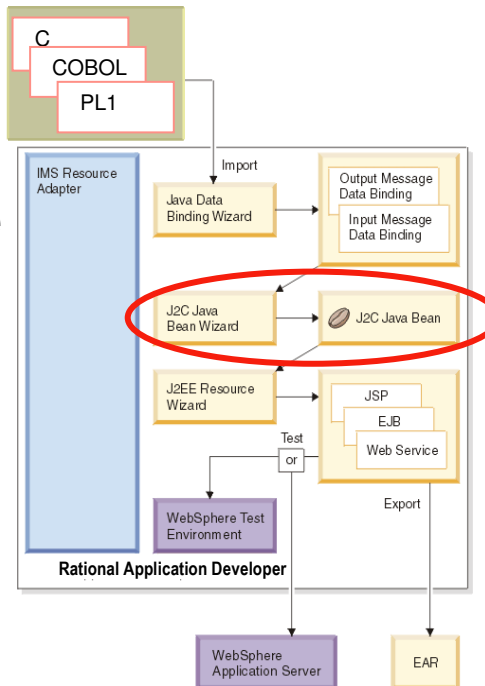 C
COBOL
PL1
Import
IMS Resource
Adapter
Java Data
Binding Wizard
Output Message
Data Binding
Input Message
Data Binding
J2C Java
Bean Wizard
J2C Java Bean
J2EE Resource
Wizard
JSP
EJB
Web Service
Test
or
Export
WebSphere Test
Environment
Rational Application Developer
WebSphere
Application Server
EAR